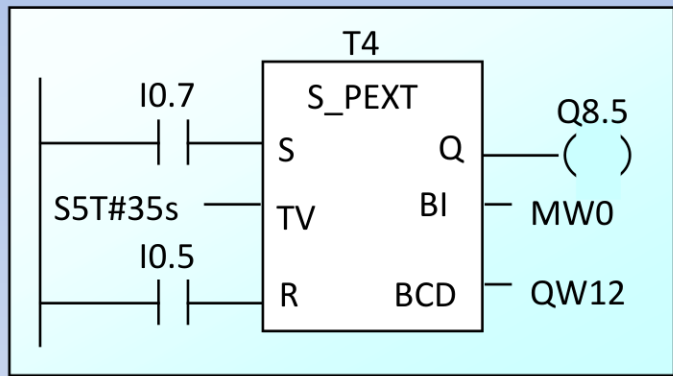 T4
I0.7
S_PEXT
Q8.5
S
Q
S5T#35s
TV
BI
MW0
I0.5
R
BCD
QW12